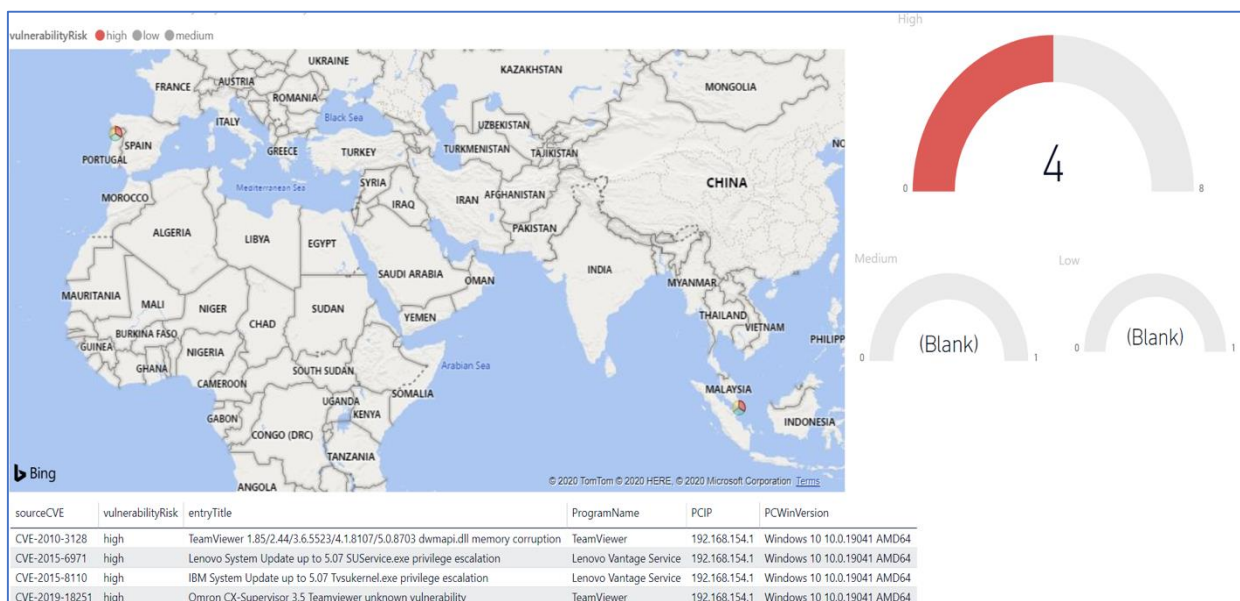 vulnerabilityRisk high low medium
UKRAINE
KAZAKHSTAN
MONGOLIA
FRANCE
AUSTRIA
ROMANIA
ITALY
Black Sea
UZBEKISTAN
SPAIN
PORTUGAL
GREECE
TURKEY
TURKMENISTAN
TAJIKISTAN
NO
CHINA
Mediterranean Sea
SYRIA
MOROCCO
IRAQ
IRAN
AFGHANISTAN
ALGERIA
LIBYA
EGYPT
PAKISTAN
SAUDI ARABIA
OMAN
INDIA
MYANMAR
MAURITANIA
MALI
NIGER
CHAD
SUDAN
YEMEN
THAILAND
VIETNAM
BURKINA FASO
GUINEA
GHANA
NIGERIA
PHILIPP
CAMEROON
SOUTH SUDAN
Arabian Sea
SOMALIA
MALAYSIA
UGANDA
KENYA
GABON
CONGO (DRC)
INDONESIA
TANZANIA
ANGOLA
Bing
© 2020 TomTom © 2020 HERE, © 2020 Microsoft Corporation Terms
High
4
0 8
Medium
(Blank)
0 1
Low
(Blank)
0 1
sourceCVE vulnerabilityRisk entryTitle ProgramName PCIP PCWinVersion
CVE-2010-3128 high TeamViewer 1.85/2.44/3.6.5523/4.1.8107/5.0.8703 dwmapi.dll memory corruption TeamViewer 192.168.154.1 Windows 10 10.0.19041 AMD64
CVE-2015-6971 high Lenovo System Update up to 5.07 SUService.exe privilege escalation Lenovo Vantage Service 192.168.154.1 Windows 10 10.0.19041 AMD64
CVE-2015-8110 high IBM System Update up to 5.07 Tvsukernel.exe privilege escalation Lenovo Vantage Service 192.168.154.1 Windows 10 10.0.19041 AMD64
CVE-2019-18251 high Omron CX-Supervisor 3.5 Teamviewer unknown vulnerability TeamViewer 192.168.154.1 Windows 10 10.0.19041 AMD64